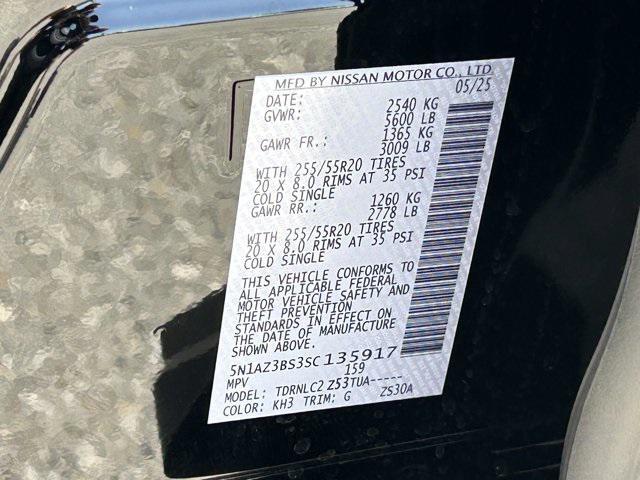 MFD BY NISSAN MOTOR CO., LTD
DATE: 05/25
GVWR: 2540 KG
5600 LB
GAWR FR.: 1365 KG
3009 LB
WITH 255/55R20 TIRES
20 X 8.0 RIMS AT 35 PSI
COLD SINGLE
GAWR RR.: 1260 KG
2778 LB
WITH 255/55R20 TIRES
20 X 8.0 RIMS AT 35 PSI
COLD SINGLE
THIS VEHICLE CONFORMS TO
ALL APPLICABLE FEDERAL
MOTOR VEHICLE SAFETY AND
THEFT PREVENTION
STANDARDS IN EFFECT ON
THE DATE OF MANUFACTURE
SHOWN ABOVE.
5N1AZ3BS3SC135917
MPV 159
MODEL: TDRNLC2 Z53TUA-----
COLOR: KH3 TRIM: G ZS30A